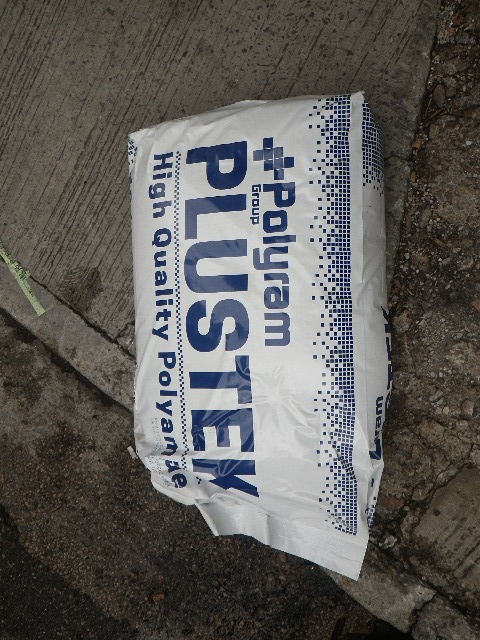 Polyram
Group
PLUSTEK
High Quality Polyamide